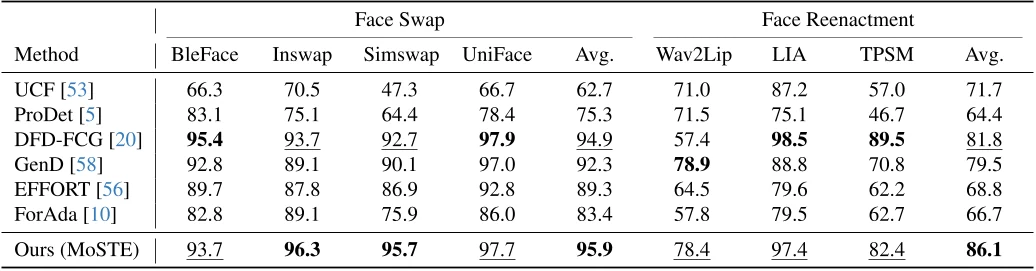 Face Swap Face Reenactment
Method BleFace Inswap Simswap UniFace Avg. Wav2Lip LIA TPSM Avg.
UCF [53] 66.3 70.5 47.3 66.7 62.7 71.0 87.2 57.0 71.7
ProDet [5] 83.1 75.1 64.4 78.4 75.3 71.5 75.1 46.7 64.4
DFD-FCG [20] 95.4 93.7 92.7 97.9 94.9 57.4 98.5 89.5 81.8
GenD [58] 92.8 89.1 90.1 97.0 92.3 78.9 88.8 70.8 79.5
EFFORT [56] 89.7 87.8 86.9 92.8 89.3 64.5 79.6 62.2 68.8
ForAda [10] 82.8 89.1 75.9 86.0 83.4 57.8 79.5 62.7 66.7
Ours (MoSTE) 93.7 96.3 95.7 97.7 95.9 78.4 97.4 82.4 86.1